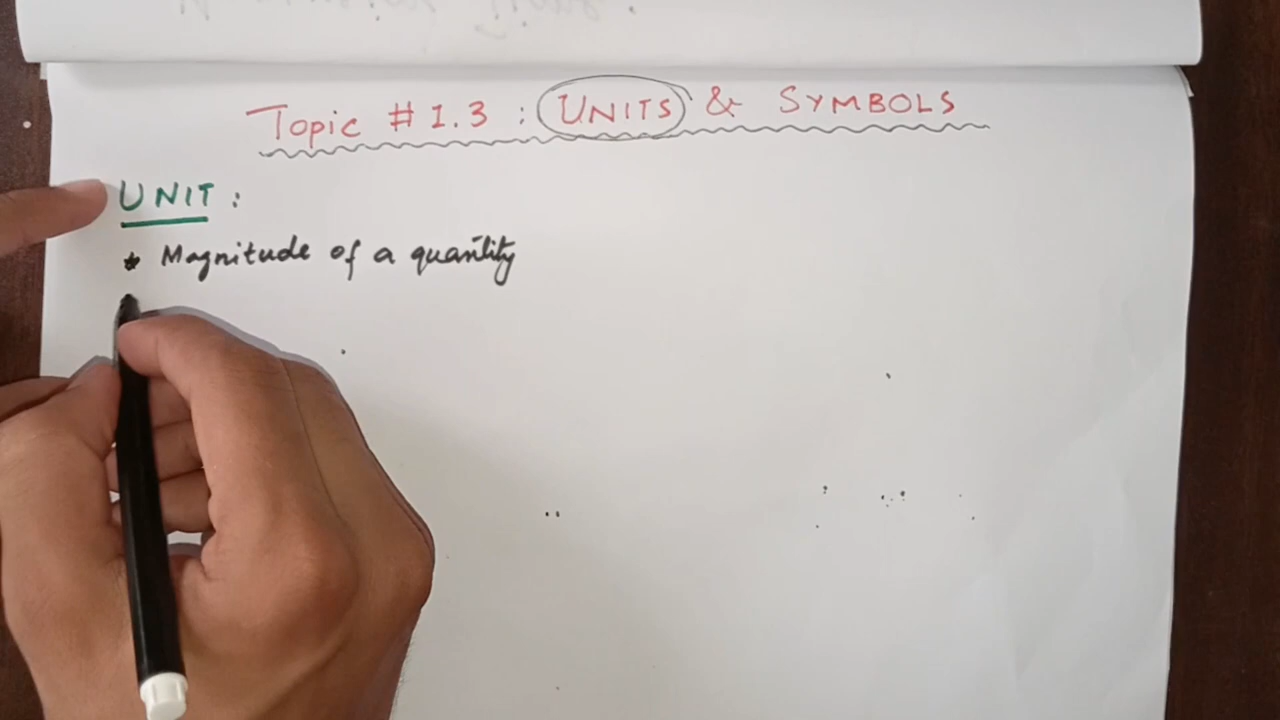 Topic # 1.3 : UNITS & SYMBOLS
UNIT :
* Magnitude of a quantity